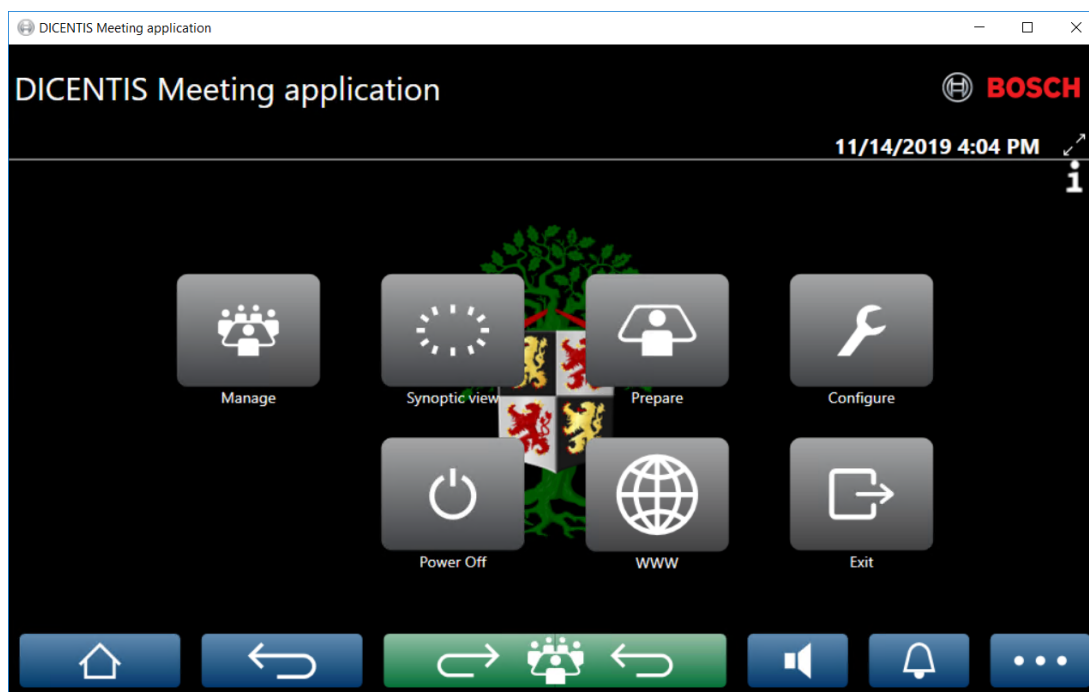 DICENTIS Meeting application
DICENTIS Meeting application
BOSCH
11/14/2019 4:04 PM
i
Manage
Synoptic view
Prepare
Configure
Power Off
WWW
Exit